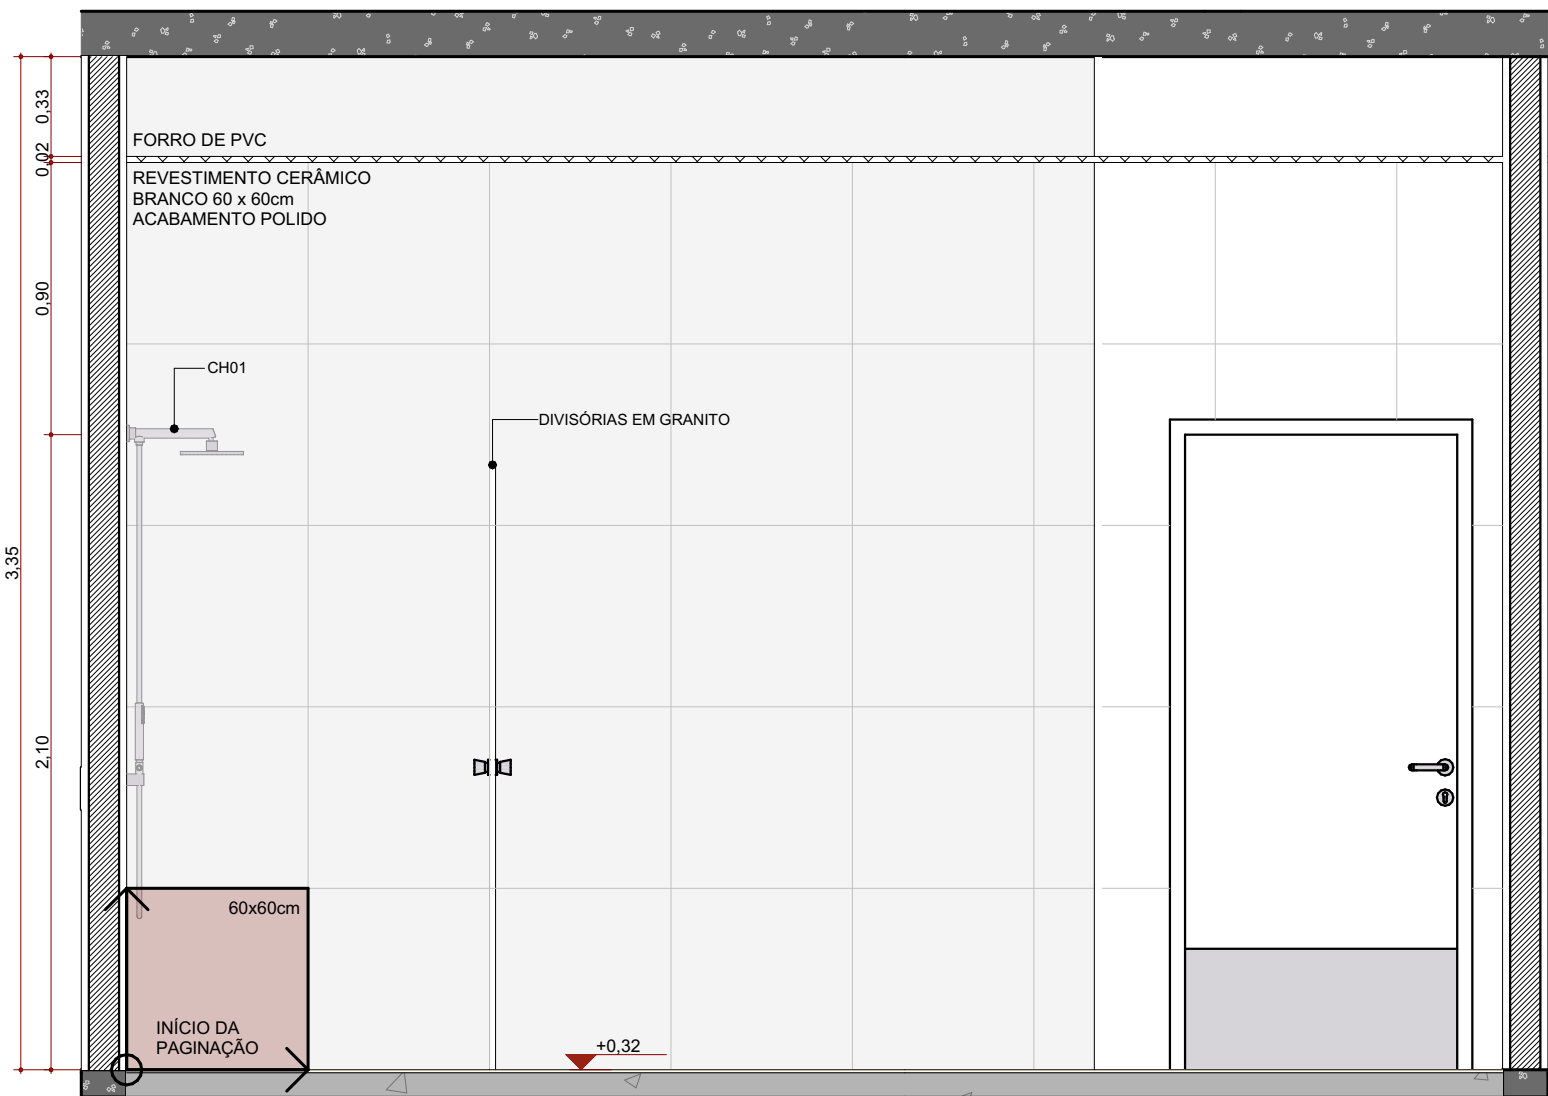 0,33
FORRO DE PVC
0,02
REVESTIMENTO CERÂMICO
BRANCO 60 x 60cm
ACABAMENTO POLIDO
0,90
CH01
DIVISÓRIAS EM GRANITO
3,35
2,10
60x60cm
INÍCIO DA
PAGINAÇÃO
+0,32